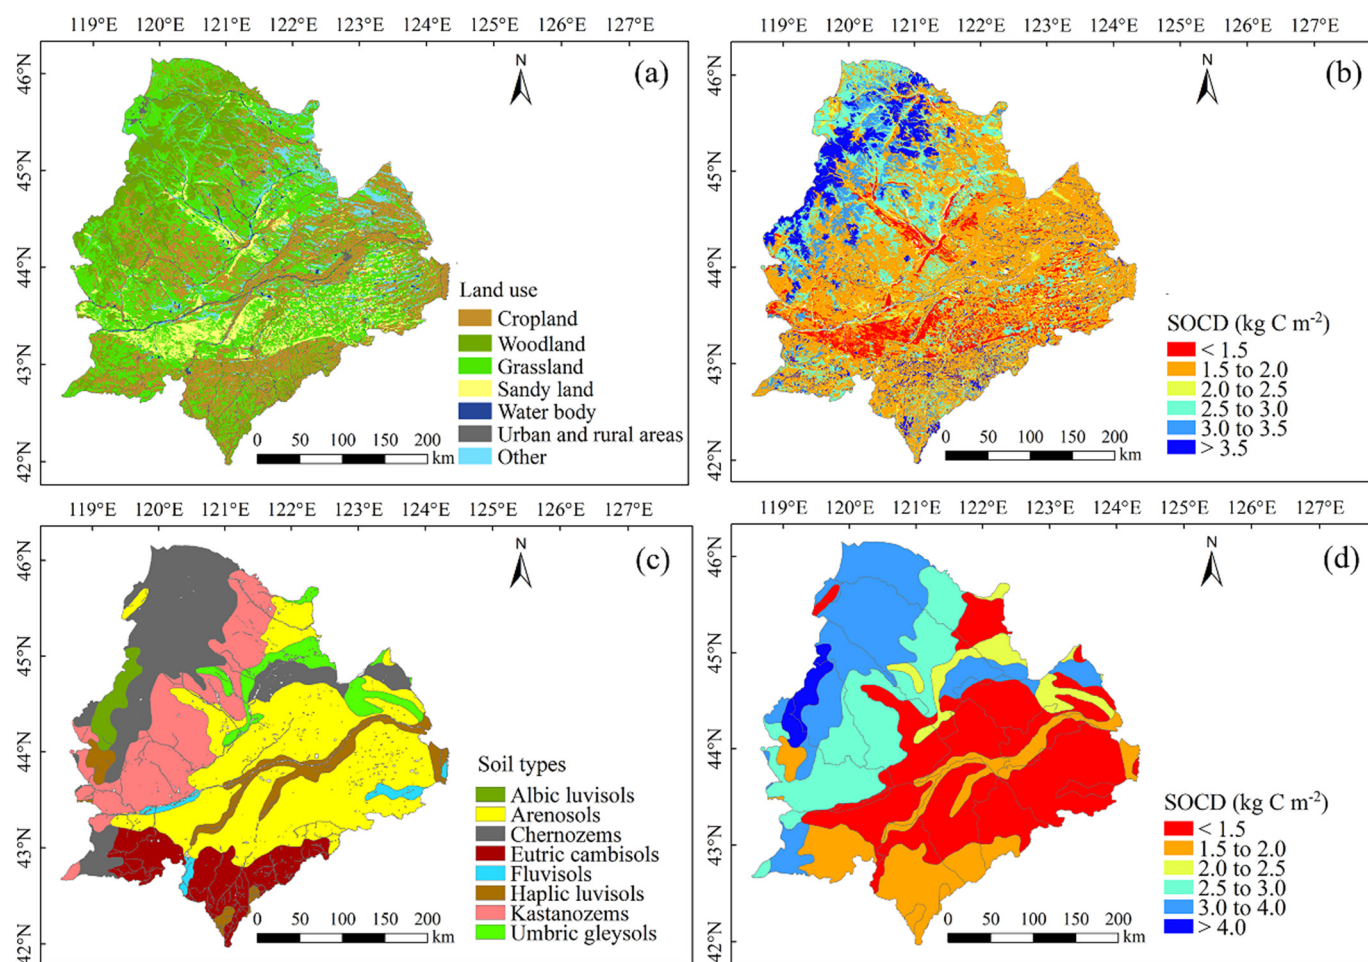 119°E 120°E 121°E 122°E 123°E 124°E 125°E 126°E 127°E
46°N
45°N
44°N
43°N
42°N
N
(a)
Land use
Cropland
Woodland
Grassland
Sandy land
Water body
Urban and rural areas
Other
0 50 100 150 200
km
119°E 120°E 121°E 122°E 123°E 124°E 125°E 126°E 127°E
46°N
45°N
44°N
43°N
42°N
N
(b)
SOCD (kg C m-2)
< 1.5
1.5 to 2.0
2.0 to 2.5
2.5 to 3.0
3.0 to 3.5
> 3.5
0 50 100 150 200
km
119°E 120°E 121°E 122°E 123°E 124°E 125°E 126°E 127°E
46°N
45°N
44°N
43°N
42°N
N
(c)
Soil types
Albic luvisols
Arenosols
Chernozems
Eutric cambisols
Fluvisols
Haplic luvisols
Kastanozems
Umbric gleysols
0 50 100 150 200
km
119°E 120°E 121°E 122°E 123°E 124°E 125°E 126°E 127°E
46°N
45°N
44°N
43°N
42°N
N
(d)
SOCD (kg C m-2)
< 1.5
1.5 to 2.0
2.0 to 2.5
2.5 to 3.0
3.0 to 4.0
> 4.0
0 50 100 150 200
km